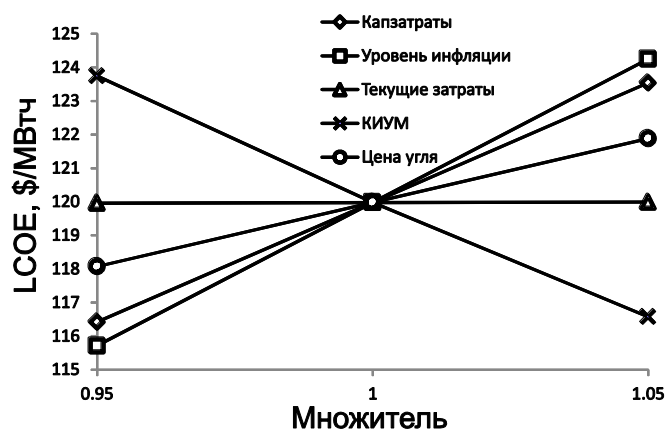 LCOE, $/МВтч
125
124
123
122
121
120
119
118
117
116
115
Капзатраты
Уровень инфляции
Текущие затраты
КИУМ
Цена угля
0.95
1
1.05
Множитель